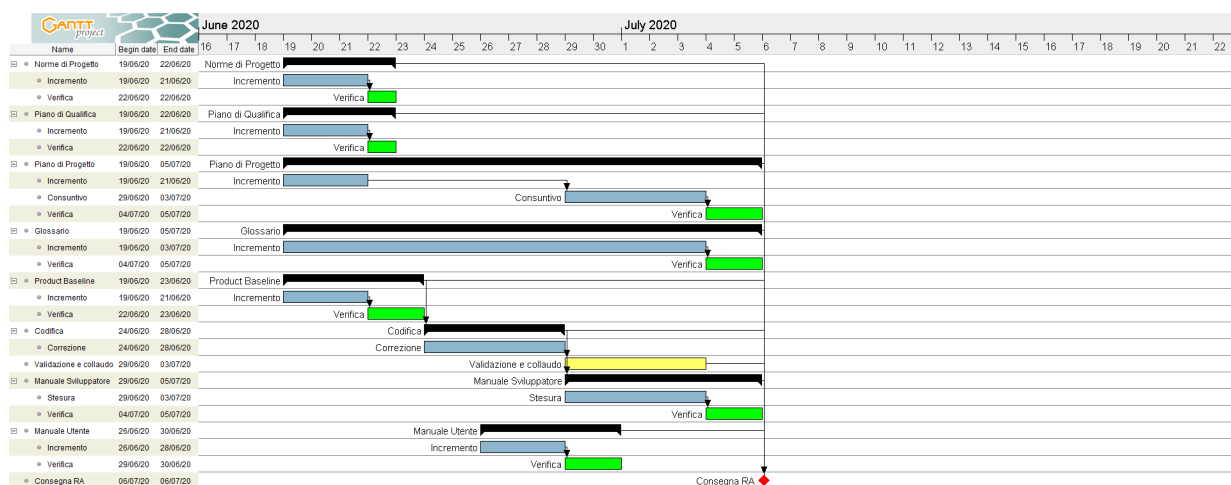 GANTT
project
June 2020
July 2020
Name Begin date End date
16 17 18 19 20 21 22 23 24 25 26 27 28 29 30 1 2 3 4 5 6 7 8 9 10 11 12 13 14 15 16 17 18 19 20 21 22
Norme di Progetto 19/06/20 22/06/20 Norme di Progetto
Incremento 19/06/20 21/06/20 Incremento
Verifica 22/06/20 22/06/20 Verifica
Piano di Qualifica 19/06/20 22/06/20 Piano di Qualifica
Incremento 19/06/20 21/06/20 Incremento
Verifica 22/06/20 22/06/20 Verifica
Piano di Progetto 19/06/20 05/07/20 Piano di Progetto
Incremento 19/06/20 21/06/20 Incremento
Consuntivo 29/06/20 03/07/20 Consuntivo
Verifica 04/07/20 05/07/20 Verifica
Glossario 19/06/20 05/07/20 Glossario
Incremento 19/06/20 03/07/20 Incremento
Verifica 04/07/20 05/07/20 Verifica
Product Baseline 19/06/20 23/06/20 Product Baseline
Incremento 19/06/20 21/06/20 Incremento
Verifica 22/06/20 23/06/20 Verifica
Codifica 24/06/20 28/06/20 Codifica
Correzione 24/06/20 28/06/20 Correzione
Validazione e collaudo 29/06/20 03/07/20 Validazione e collaudo
Manuale Sviluppatore 29/06/20 05/07/20 Manuale Sviluppatore
Stesura 29/06/20 03/07/20 Stesura
Verifica 04/07/20 05/07/20 Verifica
Manuale Utente 26/06/20 30/06/20 Manuale Utente
Incremento 26/06/20 28/06/20 Incremento
Verifica 29/06/20 30/06/20 Verifica
Consegna RA 06/07/20 06/07/20 Consegna RA